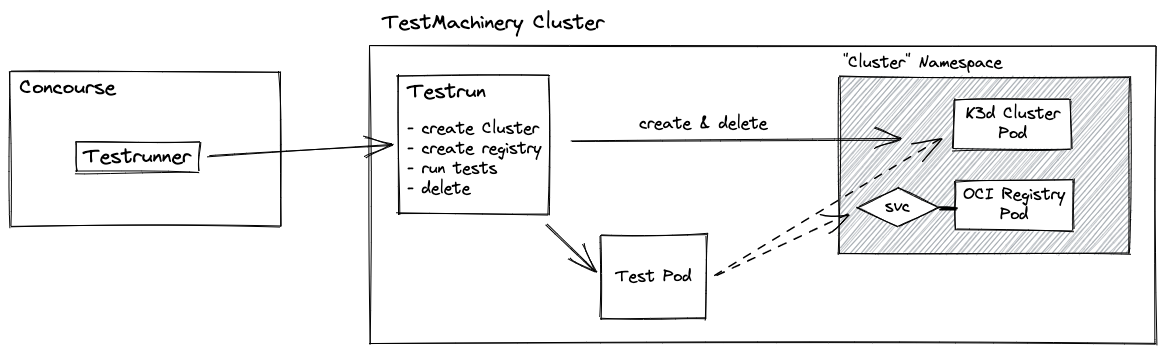 TestMachinery Cluster
Concourse
Testrunner
Testrun
- create Cluster
- create registry
- run tests
- delete
create & delete
"Cluster" Namespace
K3d Cluster
Pod
svc
OCI Registry
Pod
Test Pod